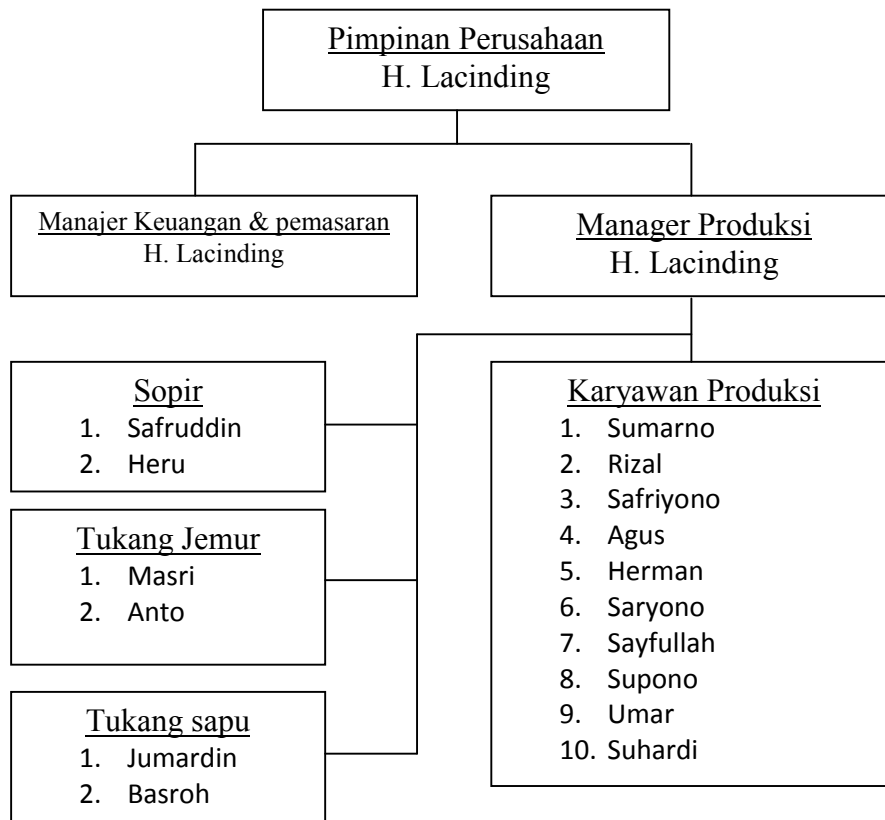 Pimpinan Perusahaan
H. Lacinding
Manajer Keuangan & pemasaran
H. Lacinding
Manager Produksi
H. Lacinding
Sopir
1. Safruddin
2. Heru
Tukang Jemur
1. Masri
2. Anto
Tukang sapu
1. Jumardin
2. Basroh
Karyawan Produksi
1. Sumarno
2. Rizal
3. Safriyono
4. Agus
5. Herman
6. Saryono
7. Sayfullah
8. Supono
9. Umar
10. Suhardi